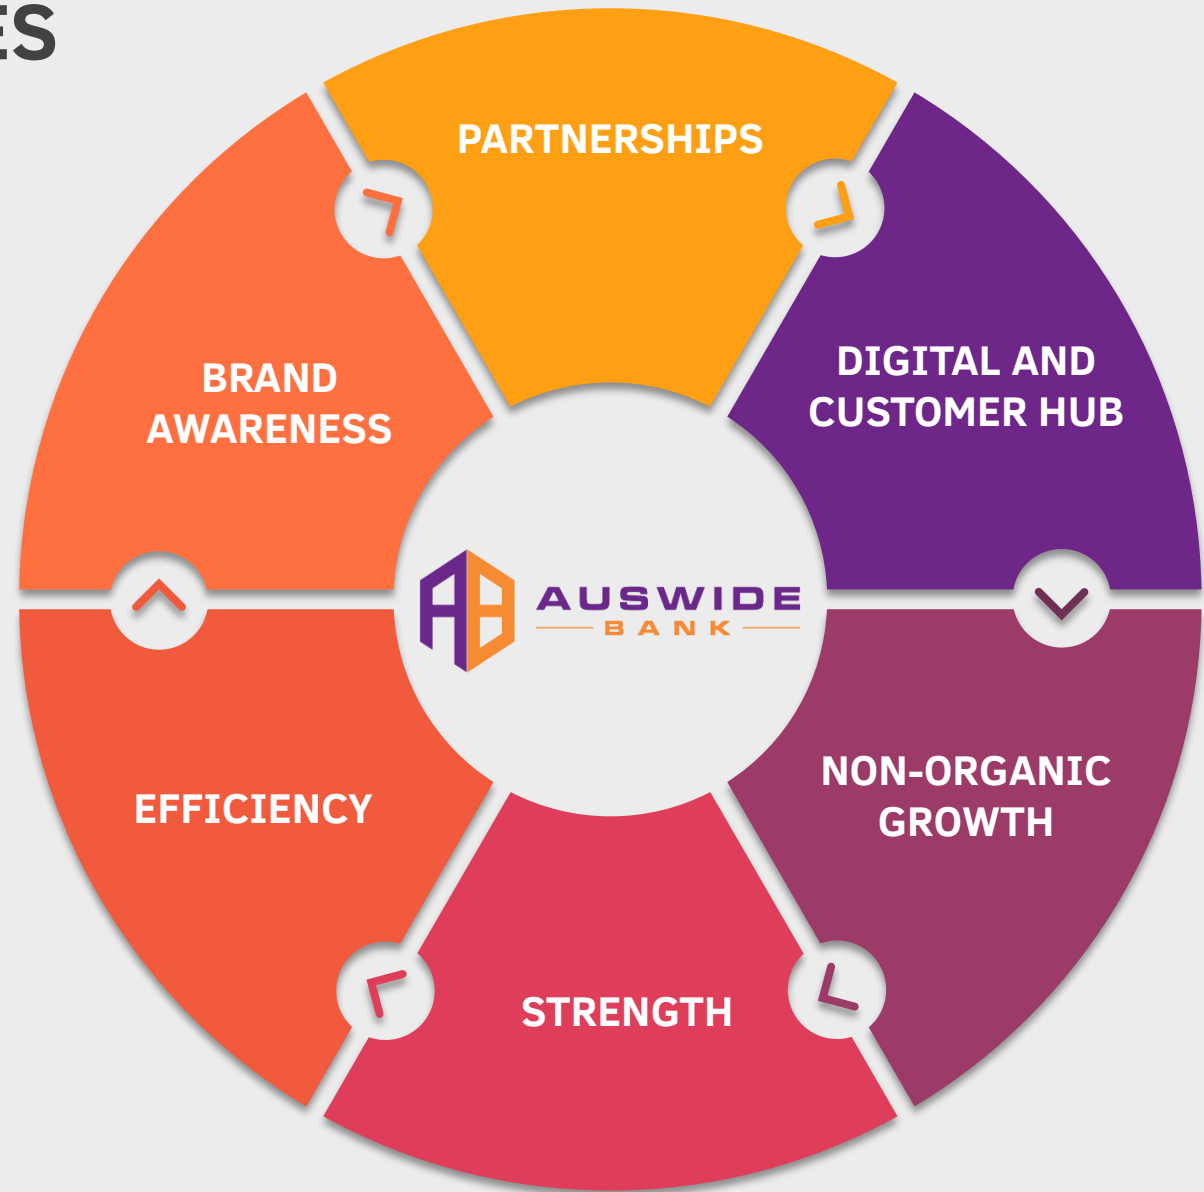 ES
PARTNERSHIPS
DIGITAL AND
CUSTOMER HUB
BRAND
AWARENESS
AUSWIDE
BANK
NON-ORGANIC
GROWTH
EFFICIENCY
STRENGTH